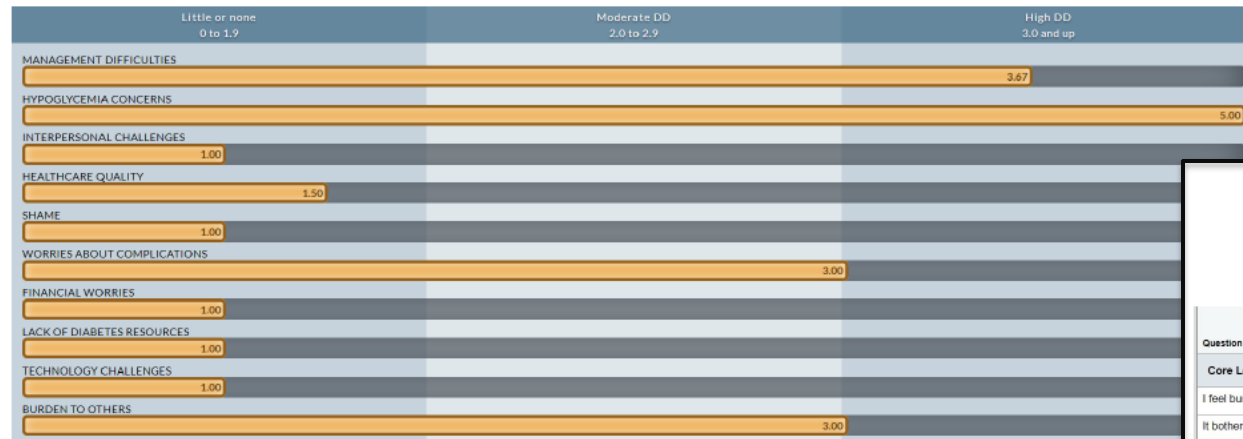 Little or none
0 to 1.9
Moderate DD
2.0 to 2.9
High DD
3.0 and up
MANAGEMENT DIFFICULTIES
3.67
HYPOGLYCEMIA CONCERNS
5.00
INTERPERSONAL CHALLENGES
1.00
HEALTHCARE QUALITY
1.50
SHAME
1.00
WORRIES ABOUT COMPLICATIONS
3.00
FINANCIAL WORRIES
1.00
LACK OF DIABETES RESOURCES
1.00
TECHNOLOGY CHALLENGES
1.00
BURDEN TO OTHERS
3.00
Question
Core
I feel
It bother